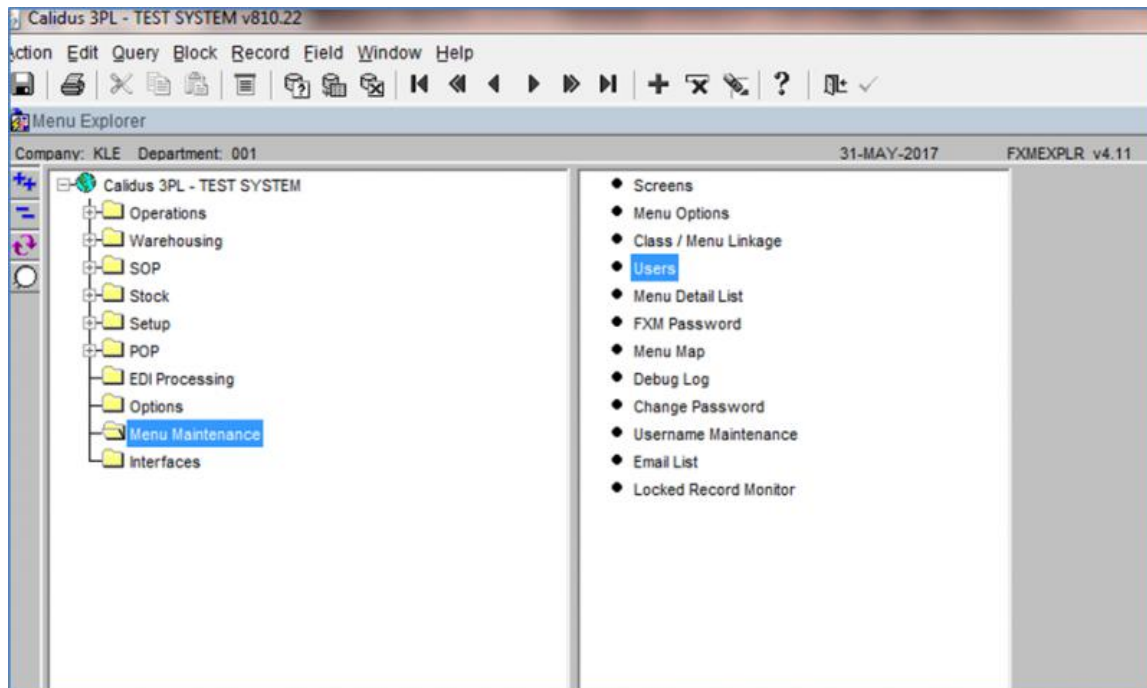 Calidus 3PL - TEST SYSTEM v810.22
Action Edit Query Block Record Field Window Help
Menu Explorer
Company: KLE Department: 001 31-MAY-2017 FXMEXPLR v4.11
Calidus 3PL - TEST SYSTEM
Operations
Warehousing
SOP
Stock
Setup
POP
EDI Processing
Options
Menu Maintenance
Interfaces
Screens
Menu Options
Class / Menu Linkage
Users
Menu Detail List
FXM Password
Menu Map
Debug Log
Change Password
Username Maintenance
Email List
Locked Record Monitor